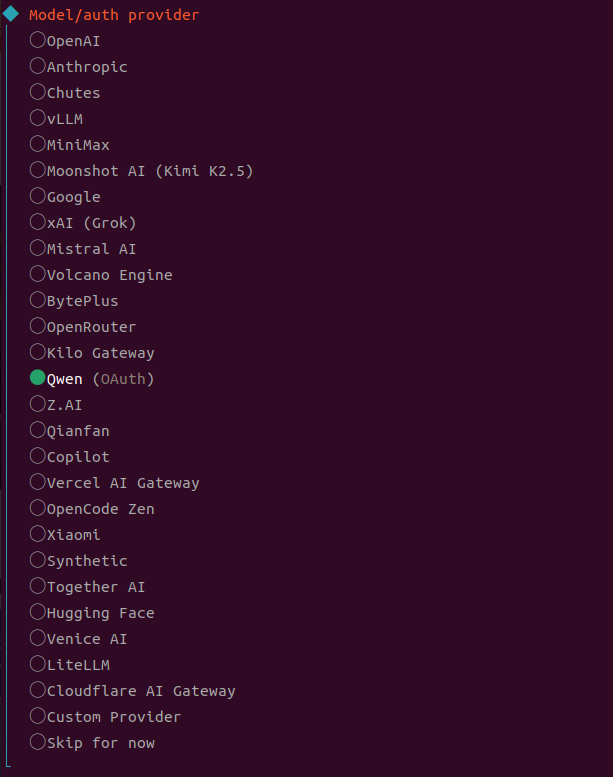 Model/auth provider
OpenAI
Anthropic
Chutes
vLLM
MiniMax
Moonshot AI (Kimi K2.5)
Google
xAI (Grok)
Mistral AI
Volcano Engine
BytePlus
OpenRouter
Kilo Gateway
Qwen (OAuth)
Z.AI
Qianfan
Copilot
Vercel AI Gateway
OpenCode Zen
Xiaomi
Synthetic
Together AI
Hugging Face
Venice AI
LiteLLM
Cloudflare AI Gateway
Custom Provider
Skip for now